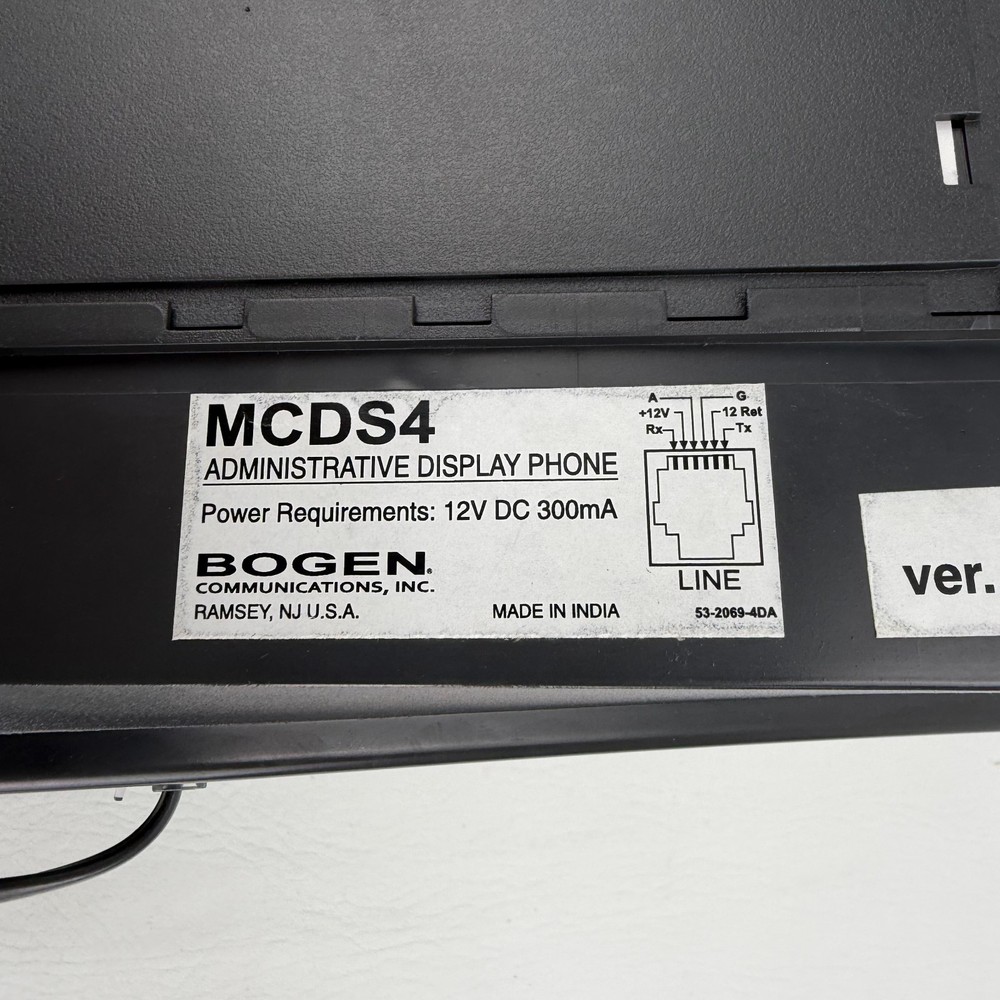 MCDS4
ADMINISTRATIVE DISPLAY PHONE
Power Requirements: 12V DC 300mA
BOGEN®
COMMUNICATIONS, INC.
RAMSEY, NJ U.S.A.
MADE IN INDIA
A
G
+12V
12 Ret
Rx
Tx
LINE
53-2069-4DA
ver.